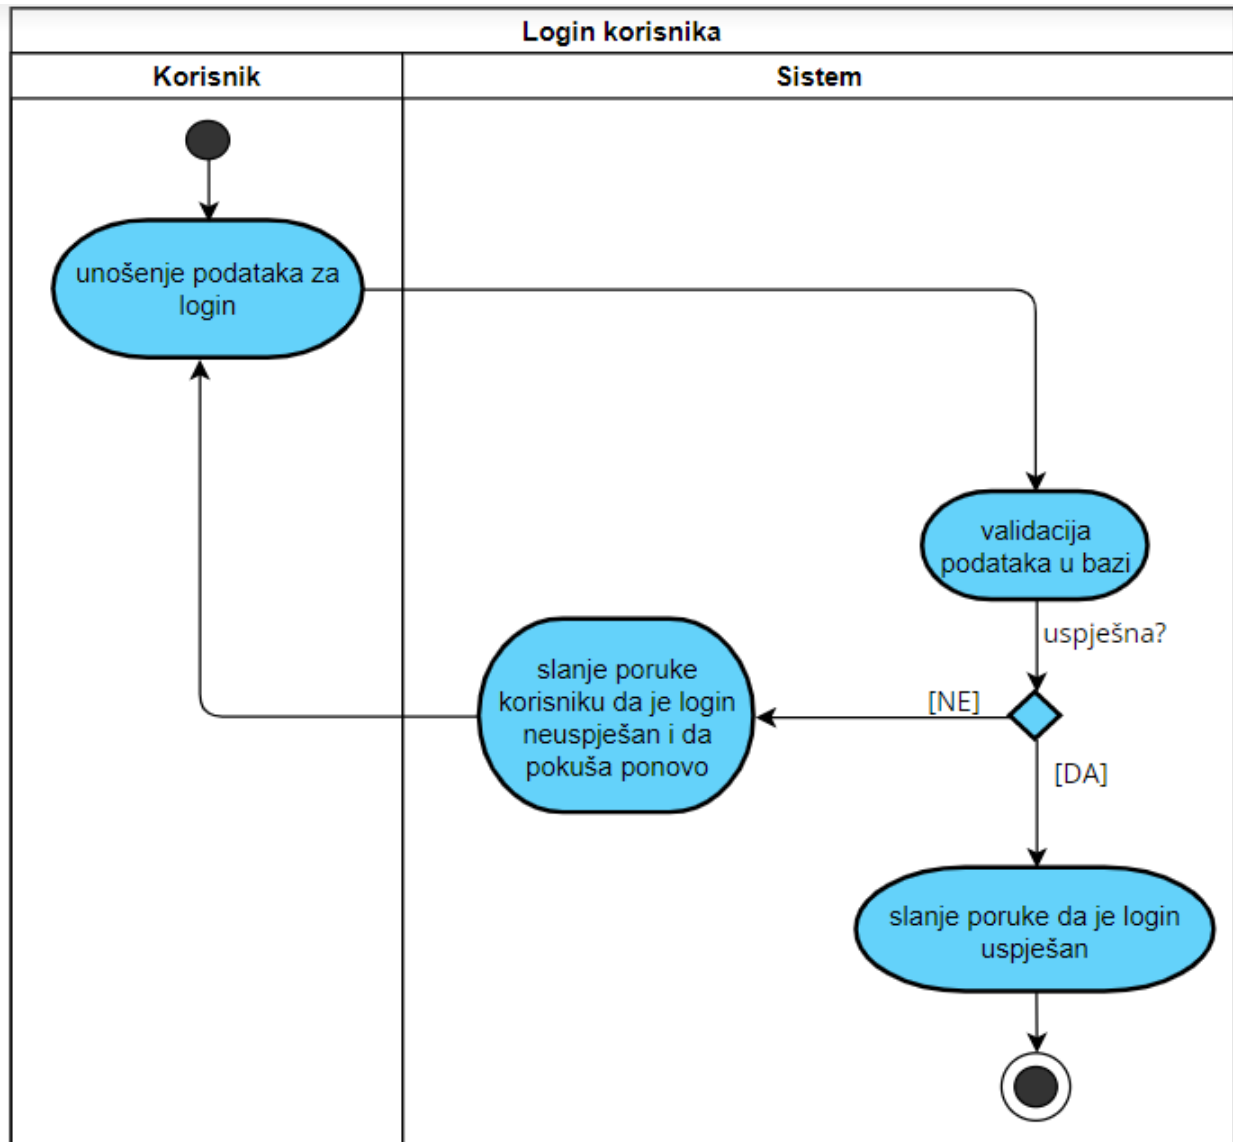 Login korisnika
Korisnik
Sistem
unošenje podataka za
login
validacija
podataka u bazi
uspješna?
[NE]
slanje poruke
korisniku da je login
neuspješan i da
pokuša ponovo
[DA]
slanje poruke da je login
uspješan